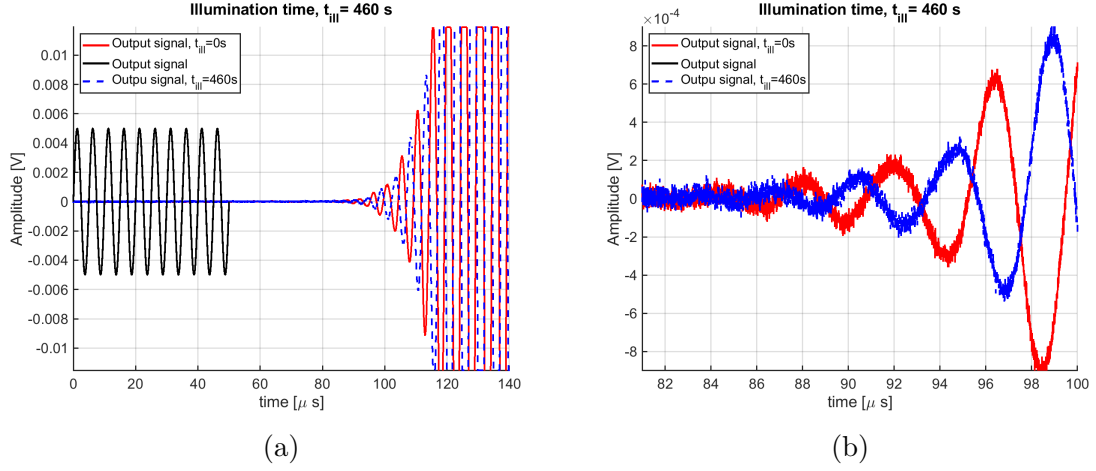 Illumination time, t_ill= 460 s
Output signal, t_ill=0s
Output signal
Outpu signal, t_ill=460s
Amplitude [V]
0.01
0.008
0.006
0.004
0.002
0
-0.002
-0.004
-0.006
-0.008
-0.01
0 20 40 60 80 100 120 140
time [μ s]
(a)
Illumination time, t_ill= 460 s
×10⁻⁴
Output signal, t_ill=0s
Output signal
Outpu signal, t_ill=460s
Amplitude [V]
8
6
4
2
0
-2
-4
-6
-8
82 84 86 88 90 92 94 96 98 100
time [μ s]
(b)